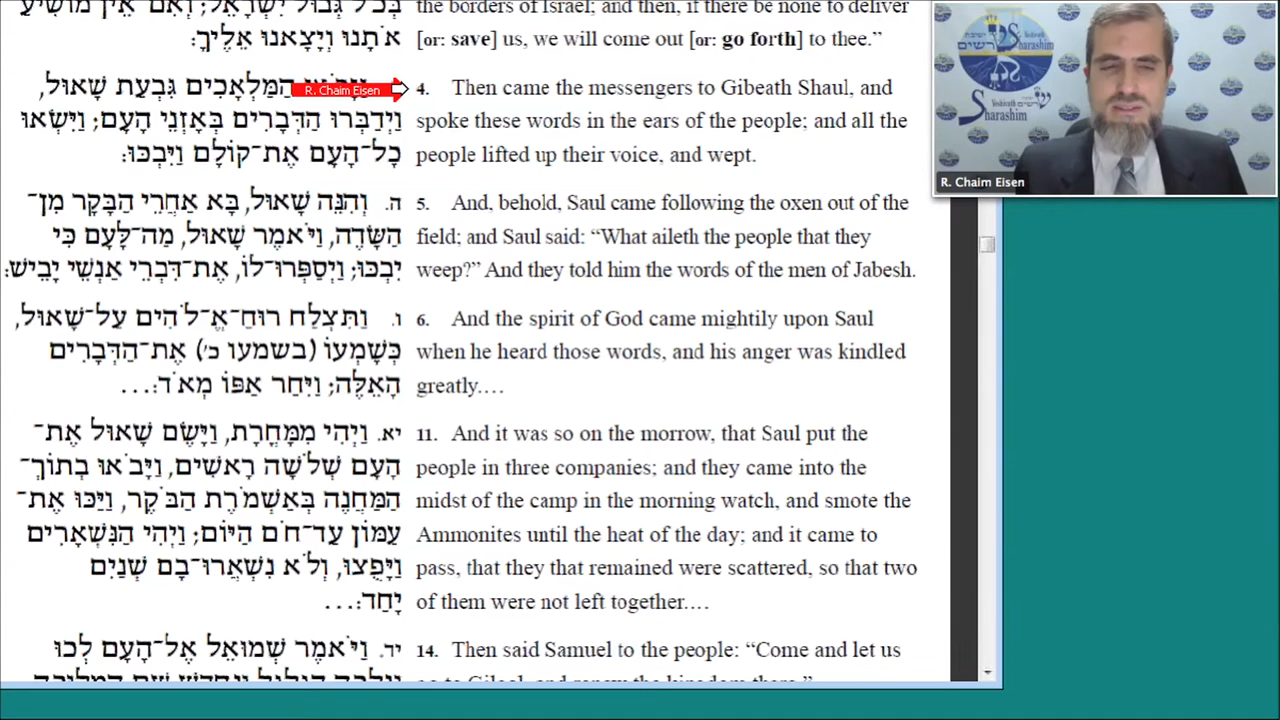 בְּכֹל גְּבוּל יִשְׂרָאֵל; וְאִם־אֵין מוֹשִׁיעַ
אֹתָנוּ וְיָצָאנוּ אֵלֶיךָ:
הַמַּלְאָכִים גִּבְעַת שָׁאוּל,
וַיְדַבְּרוּ הַדְּבָרִים בְּאָזְנֵי הָעָם; וַיִּשְׂאוּ
כָל־הָעָם אֶת־קוֹלָם וַיִּבְכּוּ:
ה. וְהִנֵּה שָׁאוּל, בָּא אַחֲרֵי הַבָּקָר מִן־
הַשָּׂדֶה, וַיֹּאמֶר שָׁאוּל, מַה־לָּעָם כִּי
יִבְכּוּ; וַיְסַפְּרוּ־לוֹ, אֶת־דִּבְרֵי אַנְשֵׁי יָבֵישׁ:
ו. וַתִּצְלַח רוּחַ־אֱ־לֹהִים עַל־שָׁאוּל,
כְּשָׁמְעוֹ (בשמעו כ׳) אֶת־הַדְּבָרִים
הָאֵלֶּה; וַיִּחַר אַפּוֹ מְאֹד:...
יא. וַיְהִי מִמָּחֳרָת, וַיָּשֶׂם שָׁאוּל אֶת־
הָעָם שְׁלֹשָׁה רָאשִׁים, וַיָּבֹאוּ בְתוֹךְ־
הַמַּחֲנֶה בְּאַשְׁמֹרֶת הַבֹּקֶר, וַיַּכּוּ אֶת־
עַמּוֹן עַד־חֹם הַיּוֹם; וַיְהִי הַנִּשְׁאָרִים
וַיָּפֻצוּ, וְלֹא נִשְׁאֲרוּ־בָם שְׁנַיִם
יָחַד:...
יד. וַיֹּאמֶר שְׁמוּאֵל אֶל־הָעָם לְכוּ
the borders of Israel; and then, if there be none to deliver
[or: save] us, we will come out [or: go forth] to thee.”
R. Chaim Eisen
4. Then came the messengers to Gibeath Shaul, and
spoke these words in the ears of the people; and all the
people lifted up their voice, and wept.
5. And, behold, Saul came following the oxen out of the
field; and Saul said: “What aileth the people that they
weep?” And they told him the words of the men of Jabesh.
6. And the spirit of God came mightily upon Saul
when he heard those words, and his anger was kindled
greatly.…
11. And it was so on the morrow, that Saul put the
people in three companies; and they came into the
midst of the camp in the morning watch, and smote the
Ammonites until the heat of the day; and it came to
pass, that they that remained were scattered, so that two
of them were not left together.…
14. Then said Samuel to the people: “Come and let us
Sharashim
Yeshivath
Sharashim
R. Chaim Eisen